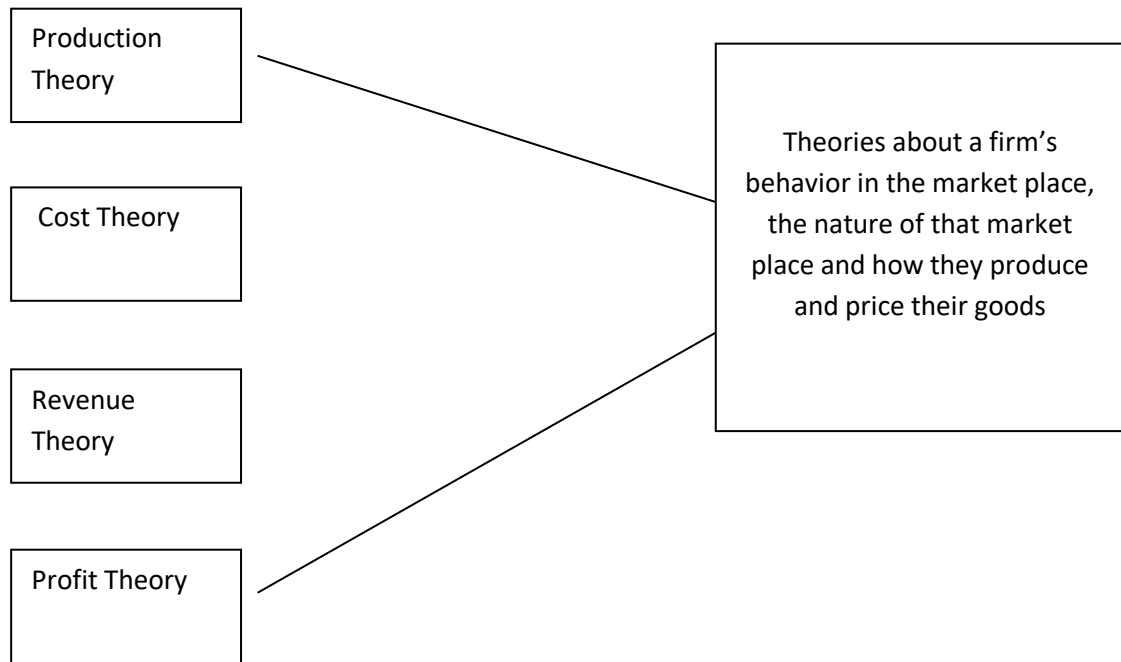 Production
Theory
Cost Theory
Revenue
Theory
Profit Theory
Theories about a firm’s
behavior in the market place,
the nature of that market
place and how they produce
and price their goods